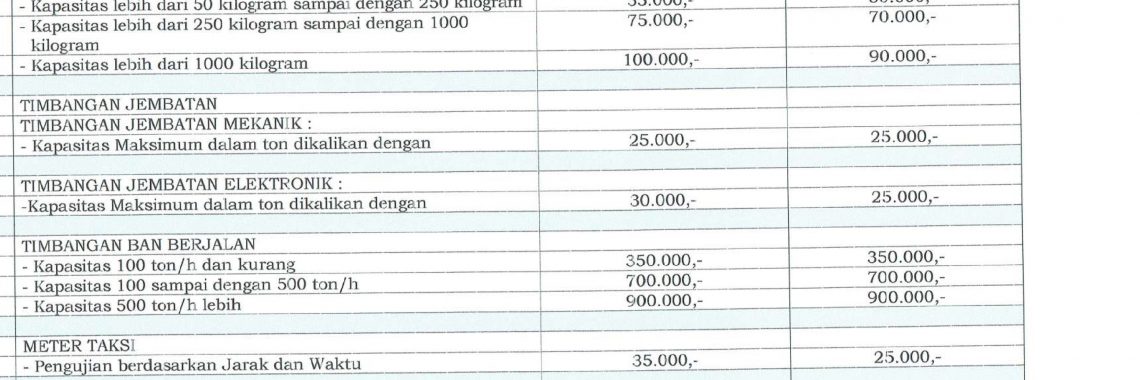 - Kapasitas lebih dari 50 kilogram sampai dengan 250 kilogram
- Kapasitas lebih dari 250 kilogram sampai dengan 1000 75.000,- 70.000,-
kilogram
- Kapasitas lebih dari 1000 kilogram 100.000,- 90.000,-
TIMBANGAN JEMBATAN
TIMBANGAN JEMBATAN MEKANIK :
- Kapasitas Maksimum dalam ton dikalikan dengan 25.000,- 25.000,-
TIMBANGAN JEMBATAN ELEKTRONIK :
-Kapasitas Maksimum dalam ton dikalikan dengan 30.000,- 25.000,-
TIMBANGAN BAN BERJALAN
- Kapasitas 100 ton/h dan kurang 350.000,- 350.000,-
- Kapasitas 100 sampai dengan 500 ton/h 700.000,- 700.000,-
- Kapasitas 500 ton/h lebih 900.000,- 900.000,-
METER TAKSI
- Pengujian berdasarkan Jarak dan Waktu 35.000,- 25.000,-